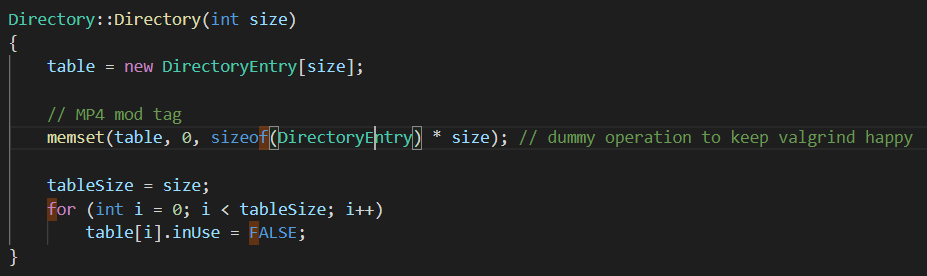 Directory::Directory(int size)
{
    table = new DirectoryEntry[size];
    // MP4 mod tag
    memset(table, 0, sizeof(DirectoryEntry) * size); // dummy operation to keep valgrind happy
    tableSize = size;
    for (int i = 0; i < tableSize; i++)
        table[i].inUse = FALSE;
}